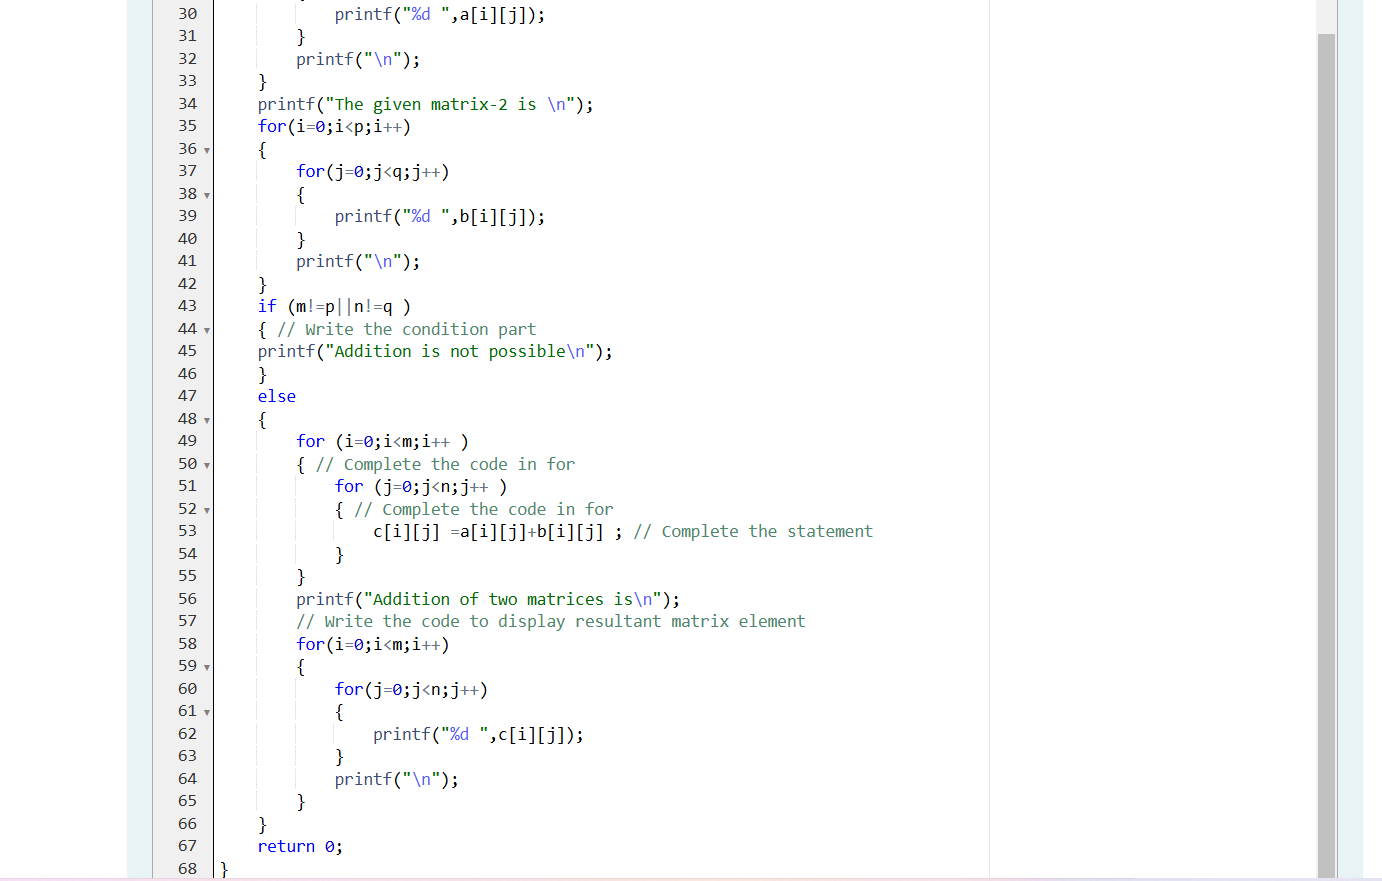 30 printf("%d ",a[i][j]);
31 }
32 printf("\n");
33 }
34 printf("The given matrix-2 is \n");
35 for(i=0;i<p;i++)
36 {
37 for(j=0;j<q;j++)
38 {
39 printf("%d ",b[i][j]);
40 }
41 printf("\n");
42 }
43 if (m!=p||n!=q )
44 { // Write the condition part
45 printf("Addition is not possible\n");
46 }
47 else
48 {
49 for (i=0;i<m;i++ )
50 { // Complete the code in for
51 for (j=0;j<n;j++ )
52 { // Complete the code in for
53 c[i][j] =a[i][j]+b[i][j] ; // Complete the statement
54 }
55 }
56 printf("Addition of two matrices is\n");
57 // Write the code to display resultant matrix element
58 for(i=0;i<m;i++)
59 {
60 for(j=0;j<n;j++)
61 {
62 printf("%d ",c[i][j]);
63 }
64 printf("\n");
65 }
66 }
67 return 0;
68 }